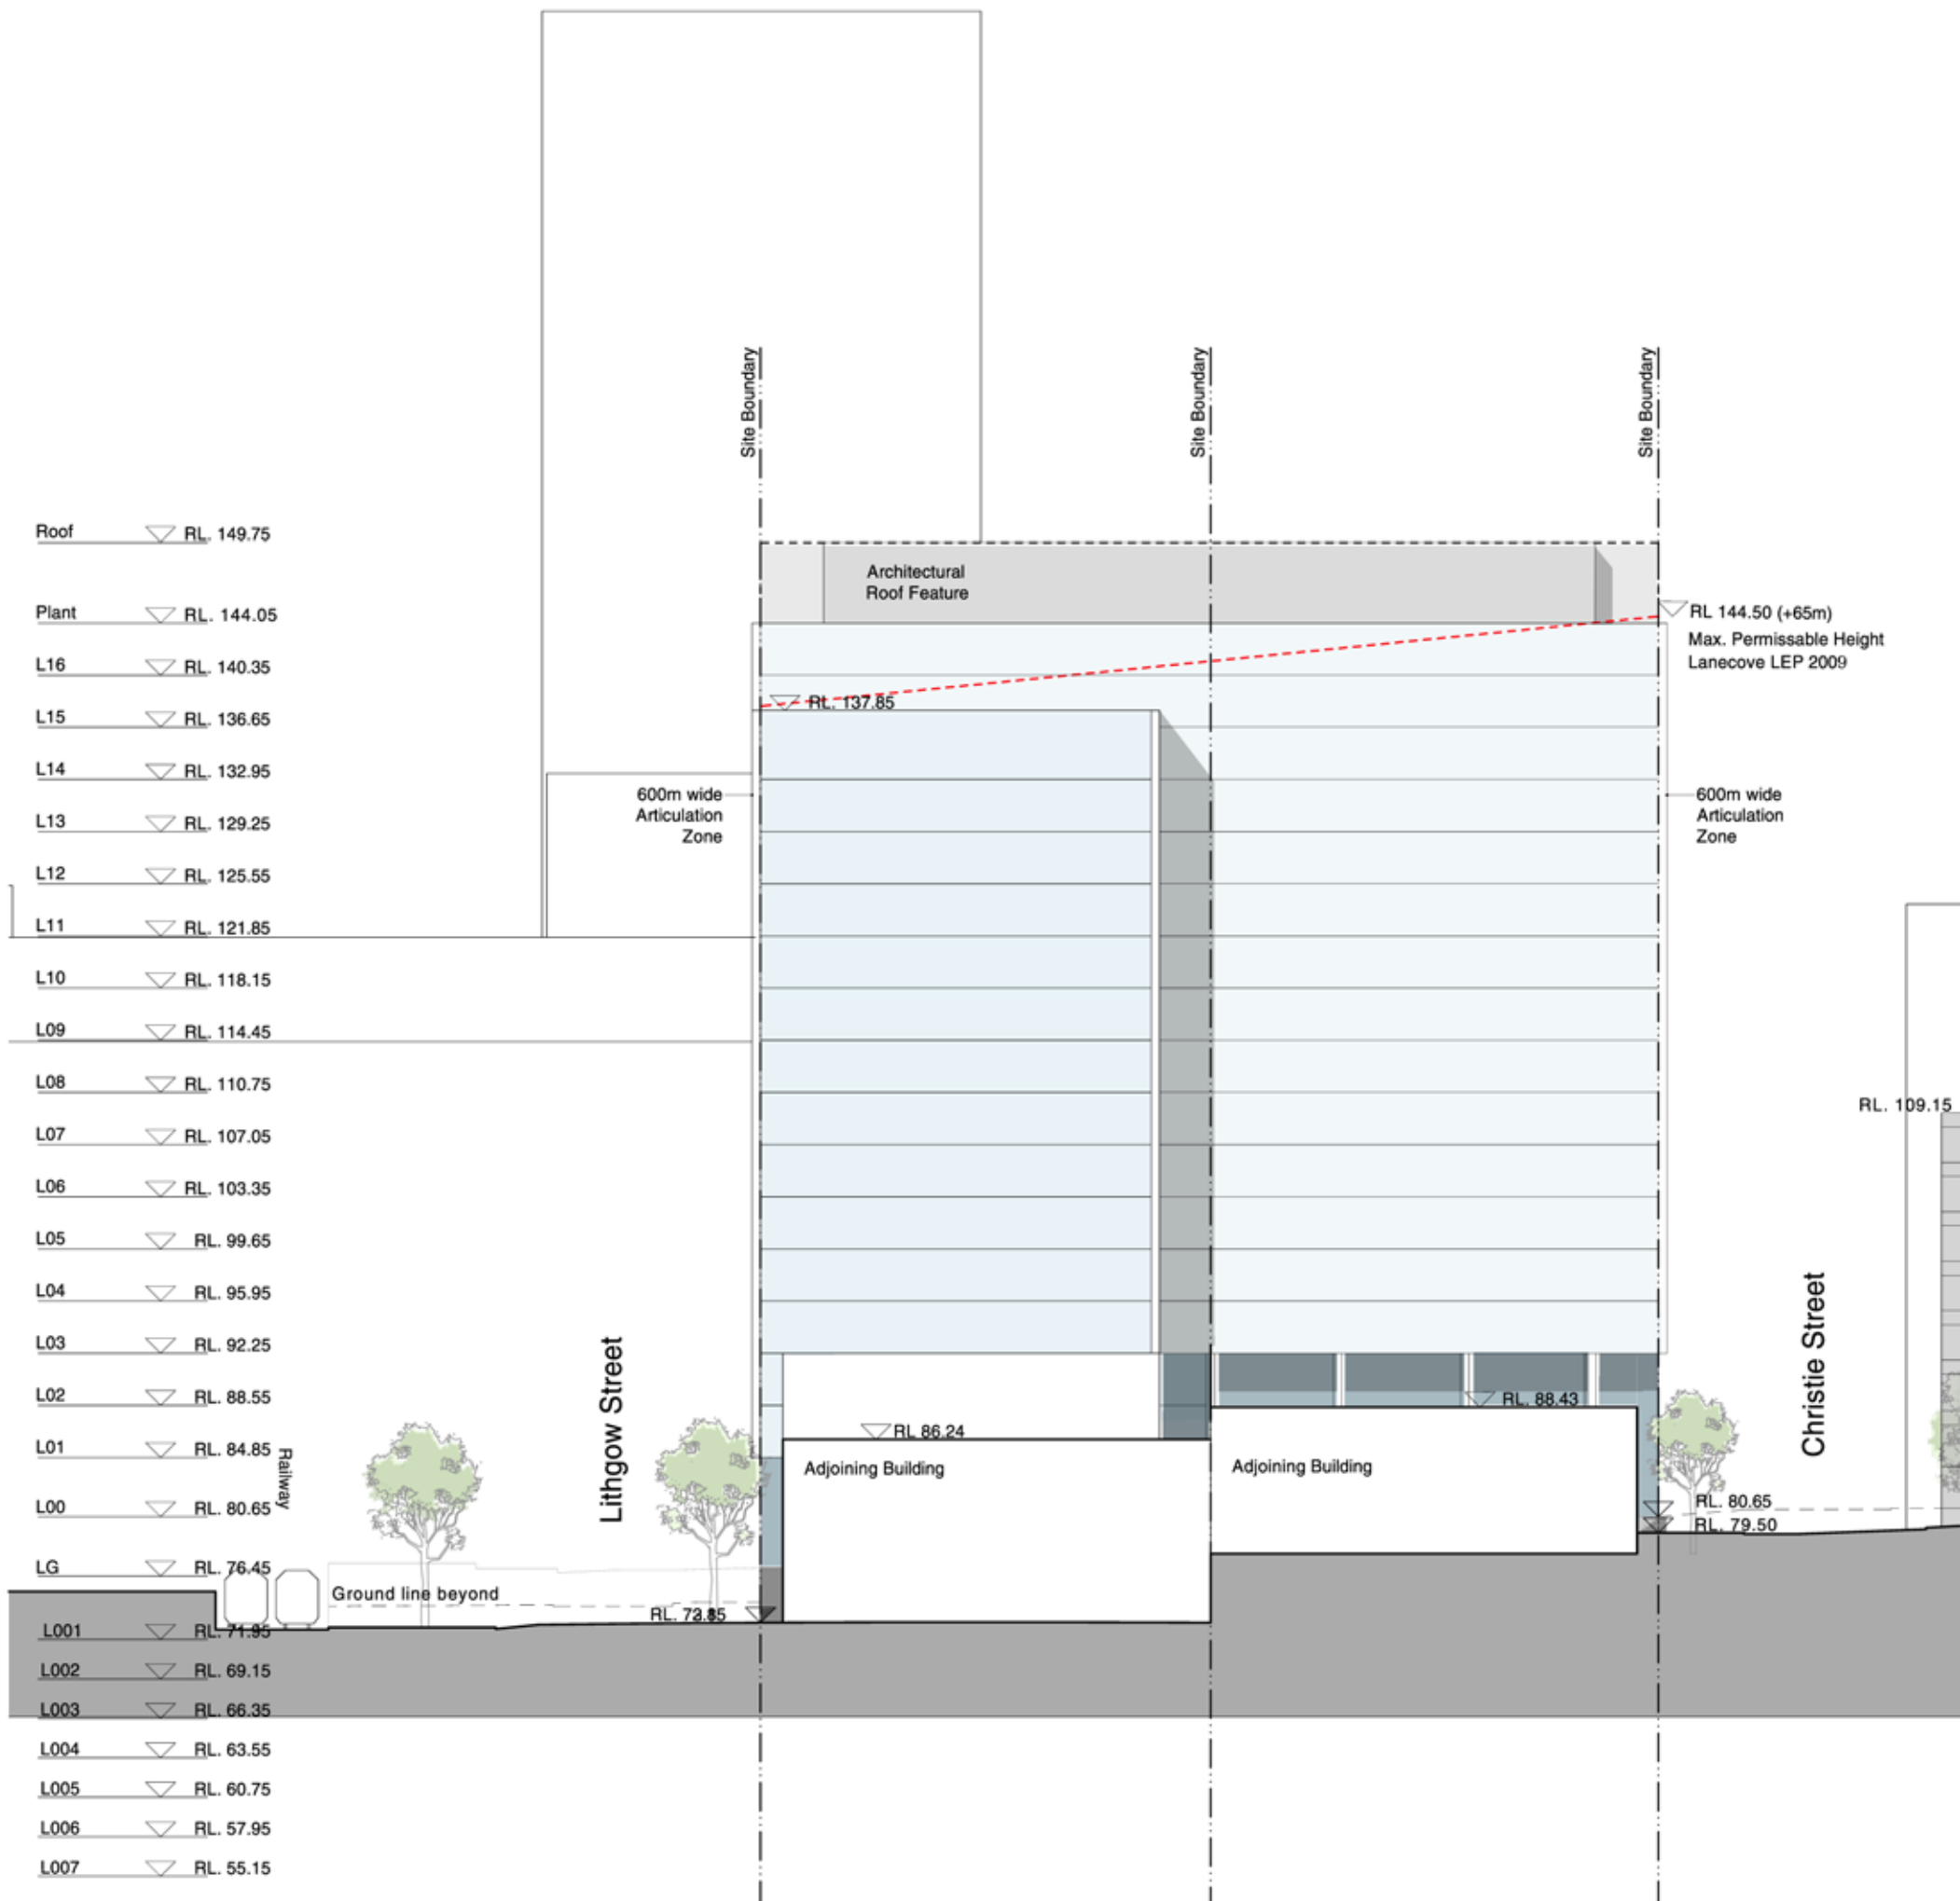 Site Boundary
Site Boundary
Site Boundary
Roof RL. 149.75
Architectural
Roof Feature
Plant RL. 144.05
RL 144.50 (+65m)
Max. Permissable Height
Lanecove LEP 2009
L16 RL. 140.35
RL. 137.85
L15 RL. 136.65
L14 RL. 132.95
600m wide
Articulation
Zone
600m wide
Articulation
Zone
L13 RL. 129.25
L12 RL. 125.55
L11 RL. 121.85
L10 RL. 118.15
L09 RL. 114.45
L08 RL. 110.75
RL. 109.15
L07 RL. 107.05
L06 RL. 103.35
L05 RL. 99.65
L04 RL. 95.95
L03 RL. 92.25
Lithgow Street
Christie Street
L02 RL. 88.55
RL. 88.43
RL 86.24
L01 RL. 84.85
Railway
Adjoining Building
Adjoining Building
L00 RL. 80.65
RL. 80.65
RL. 79.50
LG RL. 76.45
Ground line beyond
RL.
L001 RL. 71.95
L002 RL. 69.15
L003 RL. 66.35
L004 RL. 63.55
L005 RL. 60.75
L006 RL. 57.95
L007 RL. 55.15